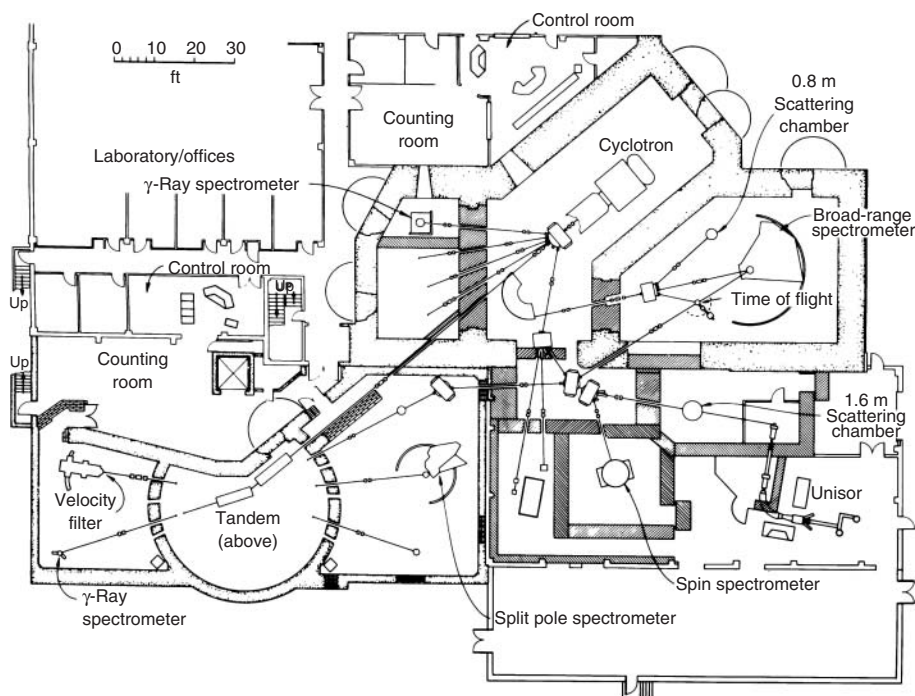 Control room
0 10 20 30
ft
0.8 m
Scattering
chamber
Counting
room
Cyclotron
Laboratory/offices
γ-Ray spectrometer
Broad-range
spectrometer
Control room
Up
Up
Time of flight
Up
Counting
room
1.6 m
Scattering
chamber
Velocity
filter
Tandem
(above)
Unisor
γ-Ray
spectrometer
Split pole spectrometer
Spin spectrometer